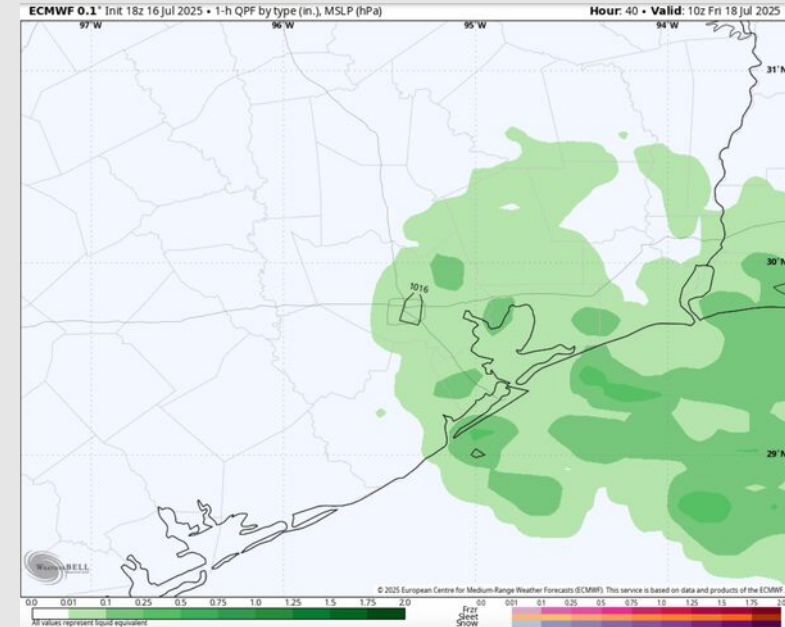 ECMWF 0.1° Init 18z 16 Jul 2025 • 1-h QPF by type (in.), MSLP (hPa)
Hour: 40 • Valid: 10z Fri 18 Jul 2025
97°W 96°W 95°W 94°W
31°N
30°N
1016
29°N
WeatherBELL
© 2025 European Centre for Medium-Range Weather Forecasts (ECMWF). This service is based on data and products of the ECMWF
0.0 0.01 0.1 0.25 0.5 0.75 1.0 1.25 1.5 1.75 2.0
All values represent liquid equivalent
0.0 0.01 0.1 0.25 0.5 0.75 1.0 1.25 1.5 1.75 2.0
Frzr
Sleet
Snow